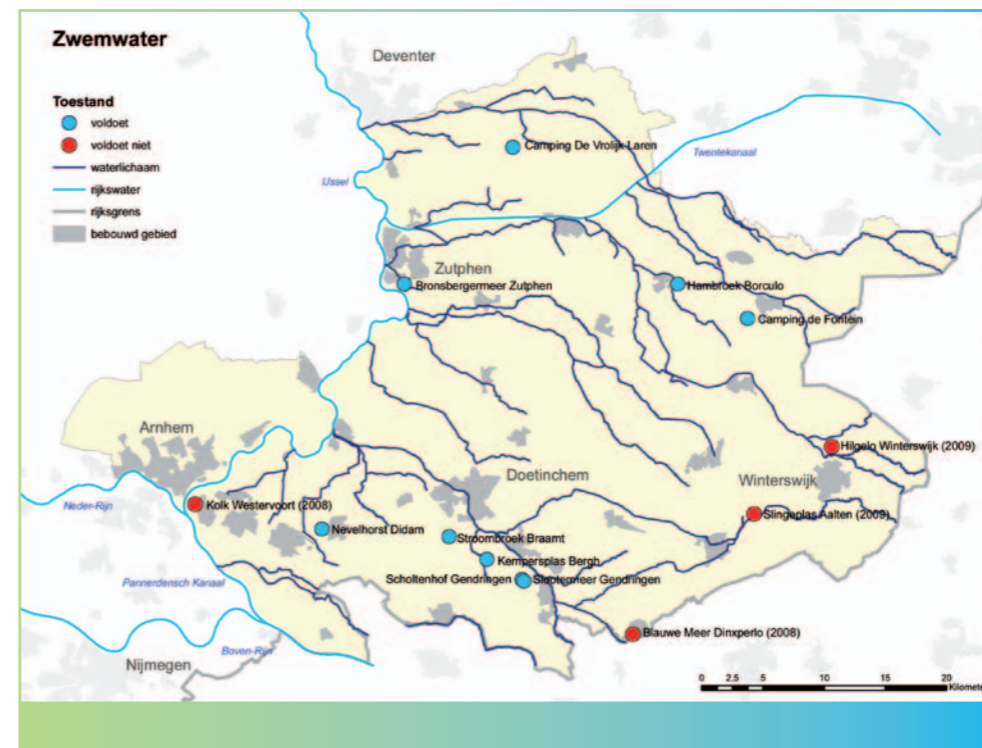 Zwemwater
Toestand
voldoet
voldoet niet
waterlichaam
rijkswater
rijksgrens
bebouwd gebied
Deventer
Camping De Vrolijk Laren
Twentekanaal
IJssel
Zutphen
Bronsbergermeer Zutphen
Hambroek Borculo
Camping de Fontein
Arnhem
Hilgelo Winterswijk (2009)
Doetinchem
Winterswijk
Neder-Rijn
Kolk Westervoort (2008)
Slingeplas Aalten (2009)
Nevelhorst Didam
Stroombroek Braamt
Kempersplas Bergh
Pannerdensch Kanaal
Scholtenhof Gendringen
Slootermeer Gendringen
Blauwe Meer Dinxperlo (2008)
Boven-Rijn
Nijmegen
0 2.5 5 10 15 20
Kilometer